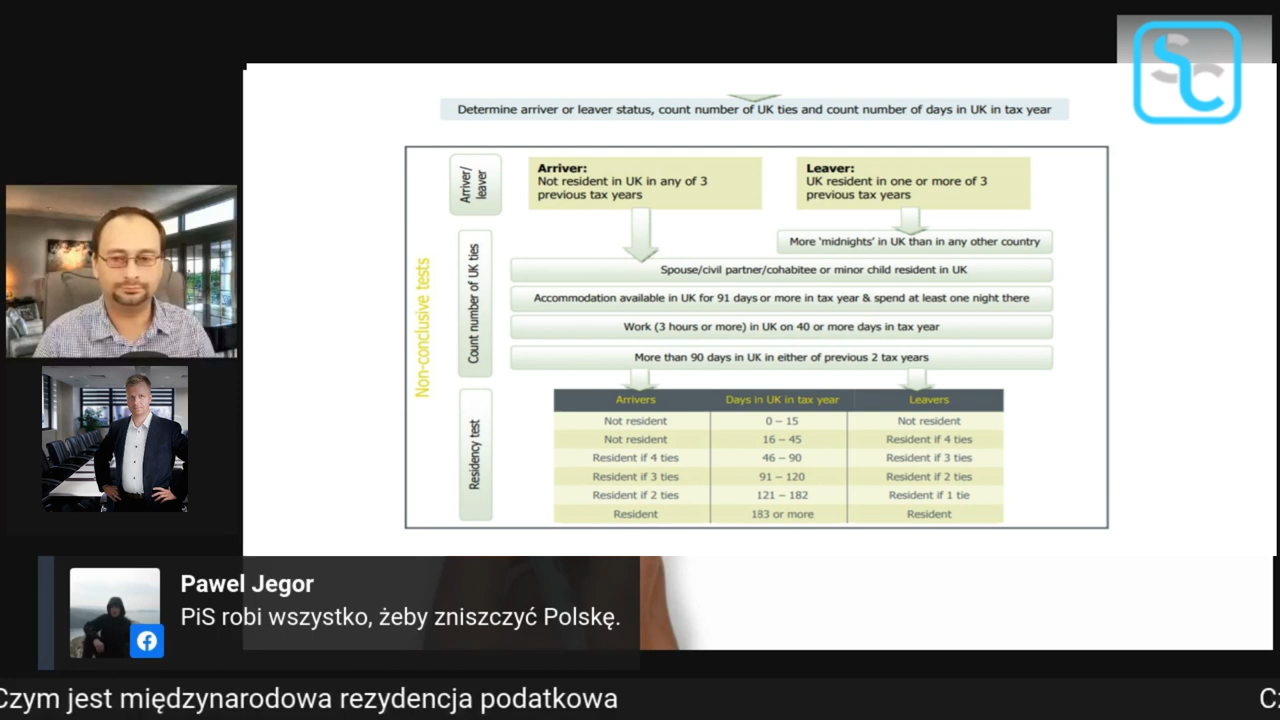 Determine arriver or leaver status, count number of UK ties and count number of days in UK in tax year
Non-conclusive tests
Arriver/
leaver
Arriver:
Not resident in UK in any of 3
previous tax years
Leaver:
UK resident in one or more of 3
previous tax years
Count number of UK ties
More ‘midnights’ in UK than in any other country
Spouse/civil partner/cohabitee or minor child resident in UK
Accommodation available in UK for 91 days or more in tax year & spend at least one night there
Work (3 hours or more) in UK on 40 or more days in tax year
More than 90 days in UK in either of previous 2 tax years
Residency test
Arrivers Days in UK in tax year Leavers
Not resident 0 – 15 Not resident
Not resident 16 – 45 Resident if 4 ties
Resident if 4 ties 46 – 90 Resident if 3 ties
Resident if 3 ties 91 – 120 Resident if 2 ties
Resident if 2 ties 121 – 182 Resident if 1 tie
Resident 183 or more Resident
Pawel Jegor
PiS robi wszystko, żeby zniszczyć Polskę.
Czym jest międzynarodowa rezydencja podatkowa